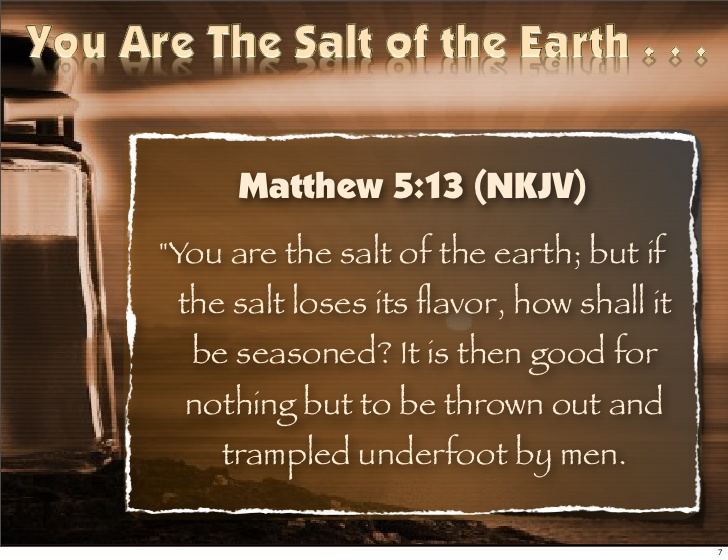 You Are The Salt of the Earth . . .
Matthew 5:13 (NKJV)
"You are the salt of the earth; but if
the salt loses its flavor, how shall it
be seasoned? It is then good for
nothing but to be thrown out and
trampled underfoot by men.
7